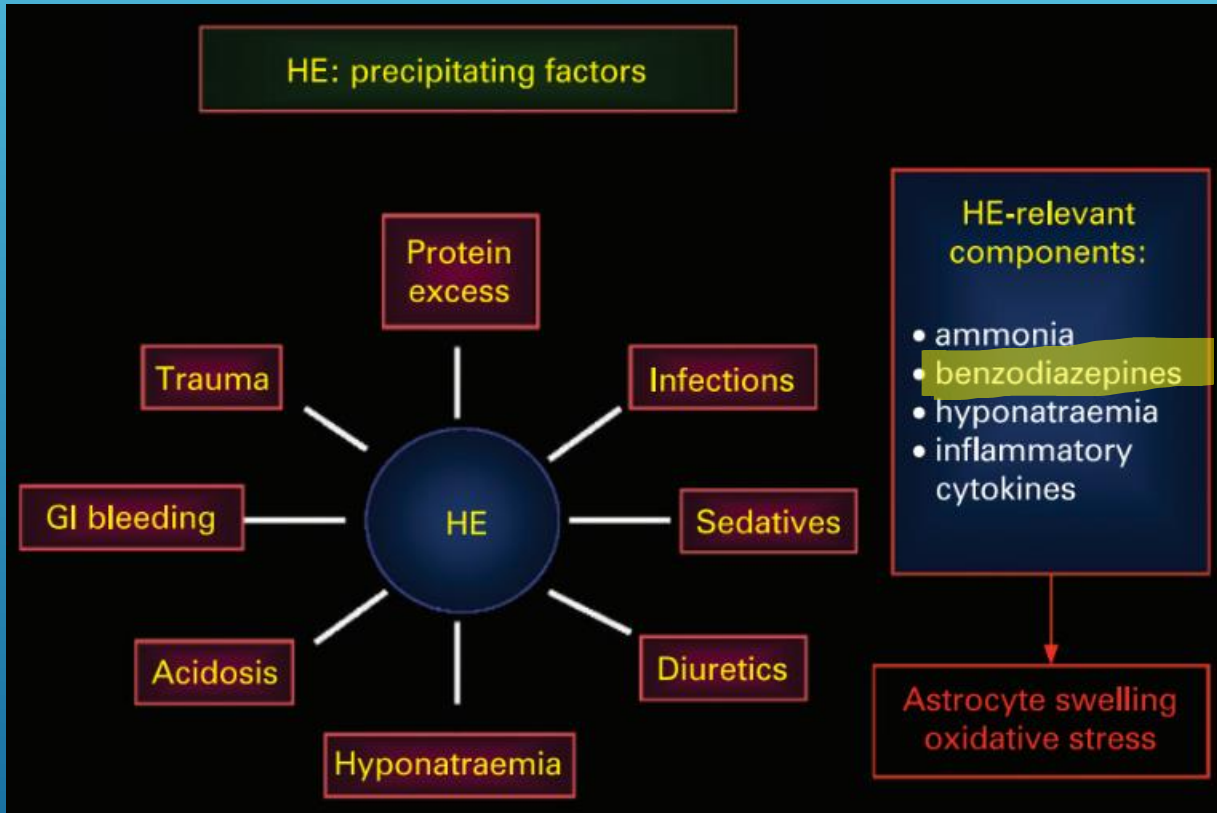 HE: precipitating factors
Protein
excess
Trauma
Infections
GI bleeding
HE
Sedatives
Acidosis
Diuretics
Hyponatraemia
HE-relevant
components:
• ammonia
• benzodiazepines
• hyponatraemia
• inflammatory
cytokines
Astrocyte swelling
oxidative stress